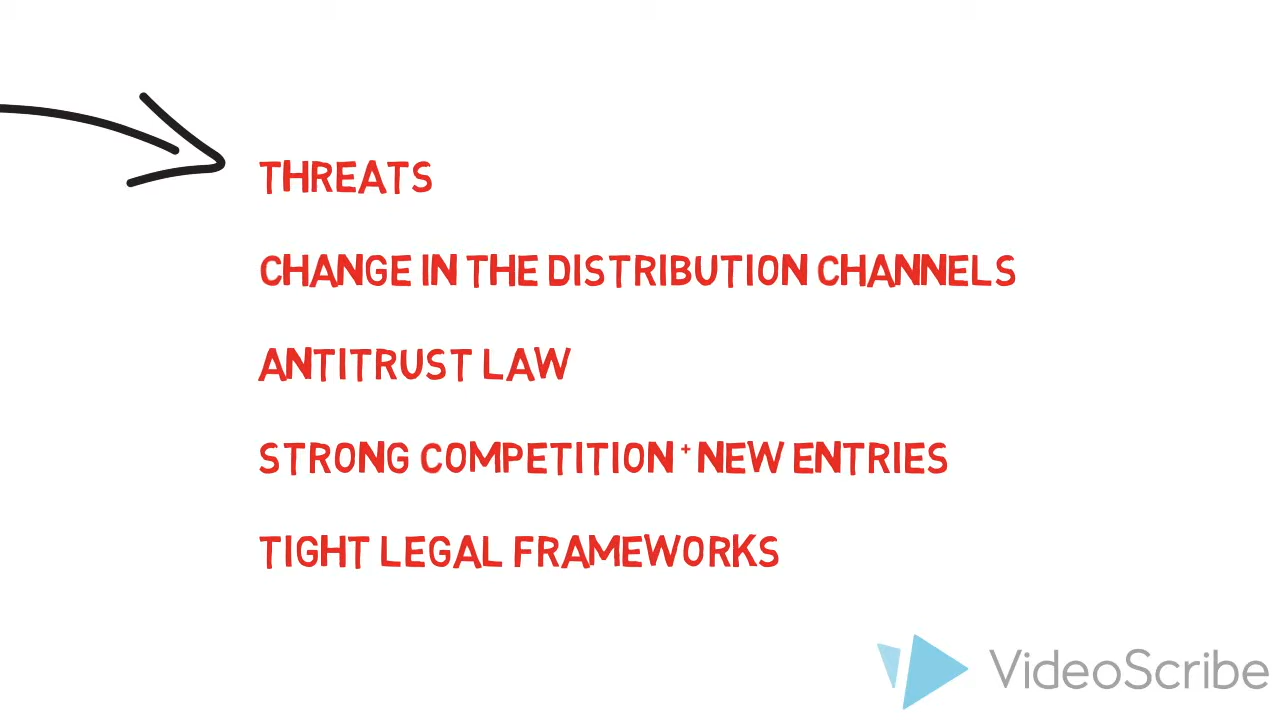 THREATS
CHANGE IN THE DISTRIBUTION CHANNELS
ANTITRUST LAW
STRONG COMPETITION + NEW ENTRIES
TIGHT LEGAL FRAMEWORKS
VideoScribe